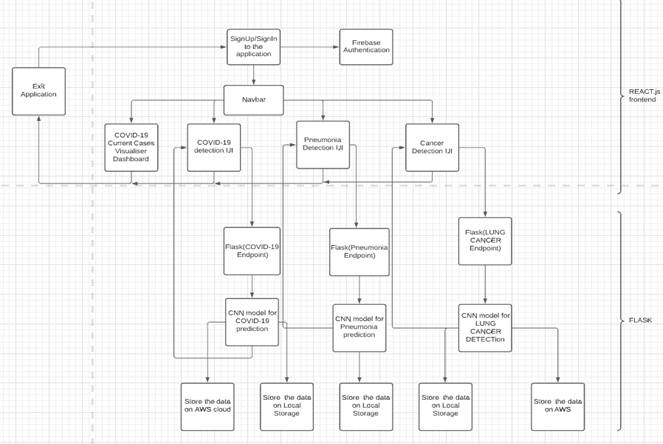 SignUp/SignIn
to the
application
Firebase
Authentication
Exit
Application
Navbar
REACT.js
frontend
COVID-19
Current Cases
Visualiser
Dashboard
COVID-19
detection UI
Pneumonia
Detection UI
Cancer
Detection UI
Flask(COVID-19
Endpoint)
Flask(Pneumonia
Endpoint)
Flask(LUNG
CANCER
Endpoint)
CNN model for
COVID-19
prediction
CNN model for
Pneumonia
prediction
CNN model for
LUNG
CANCER
DETECTIon
FLASK
Store the data
on AWS cloud
Store the data
on Local
Storage
Store the data
on Local
Storage
Store the data
on Local
Storage
Store the data
on AWS